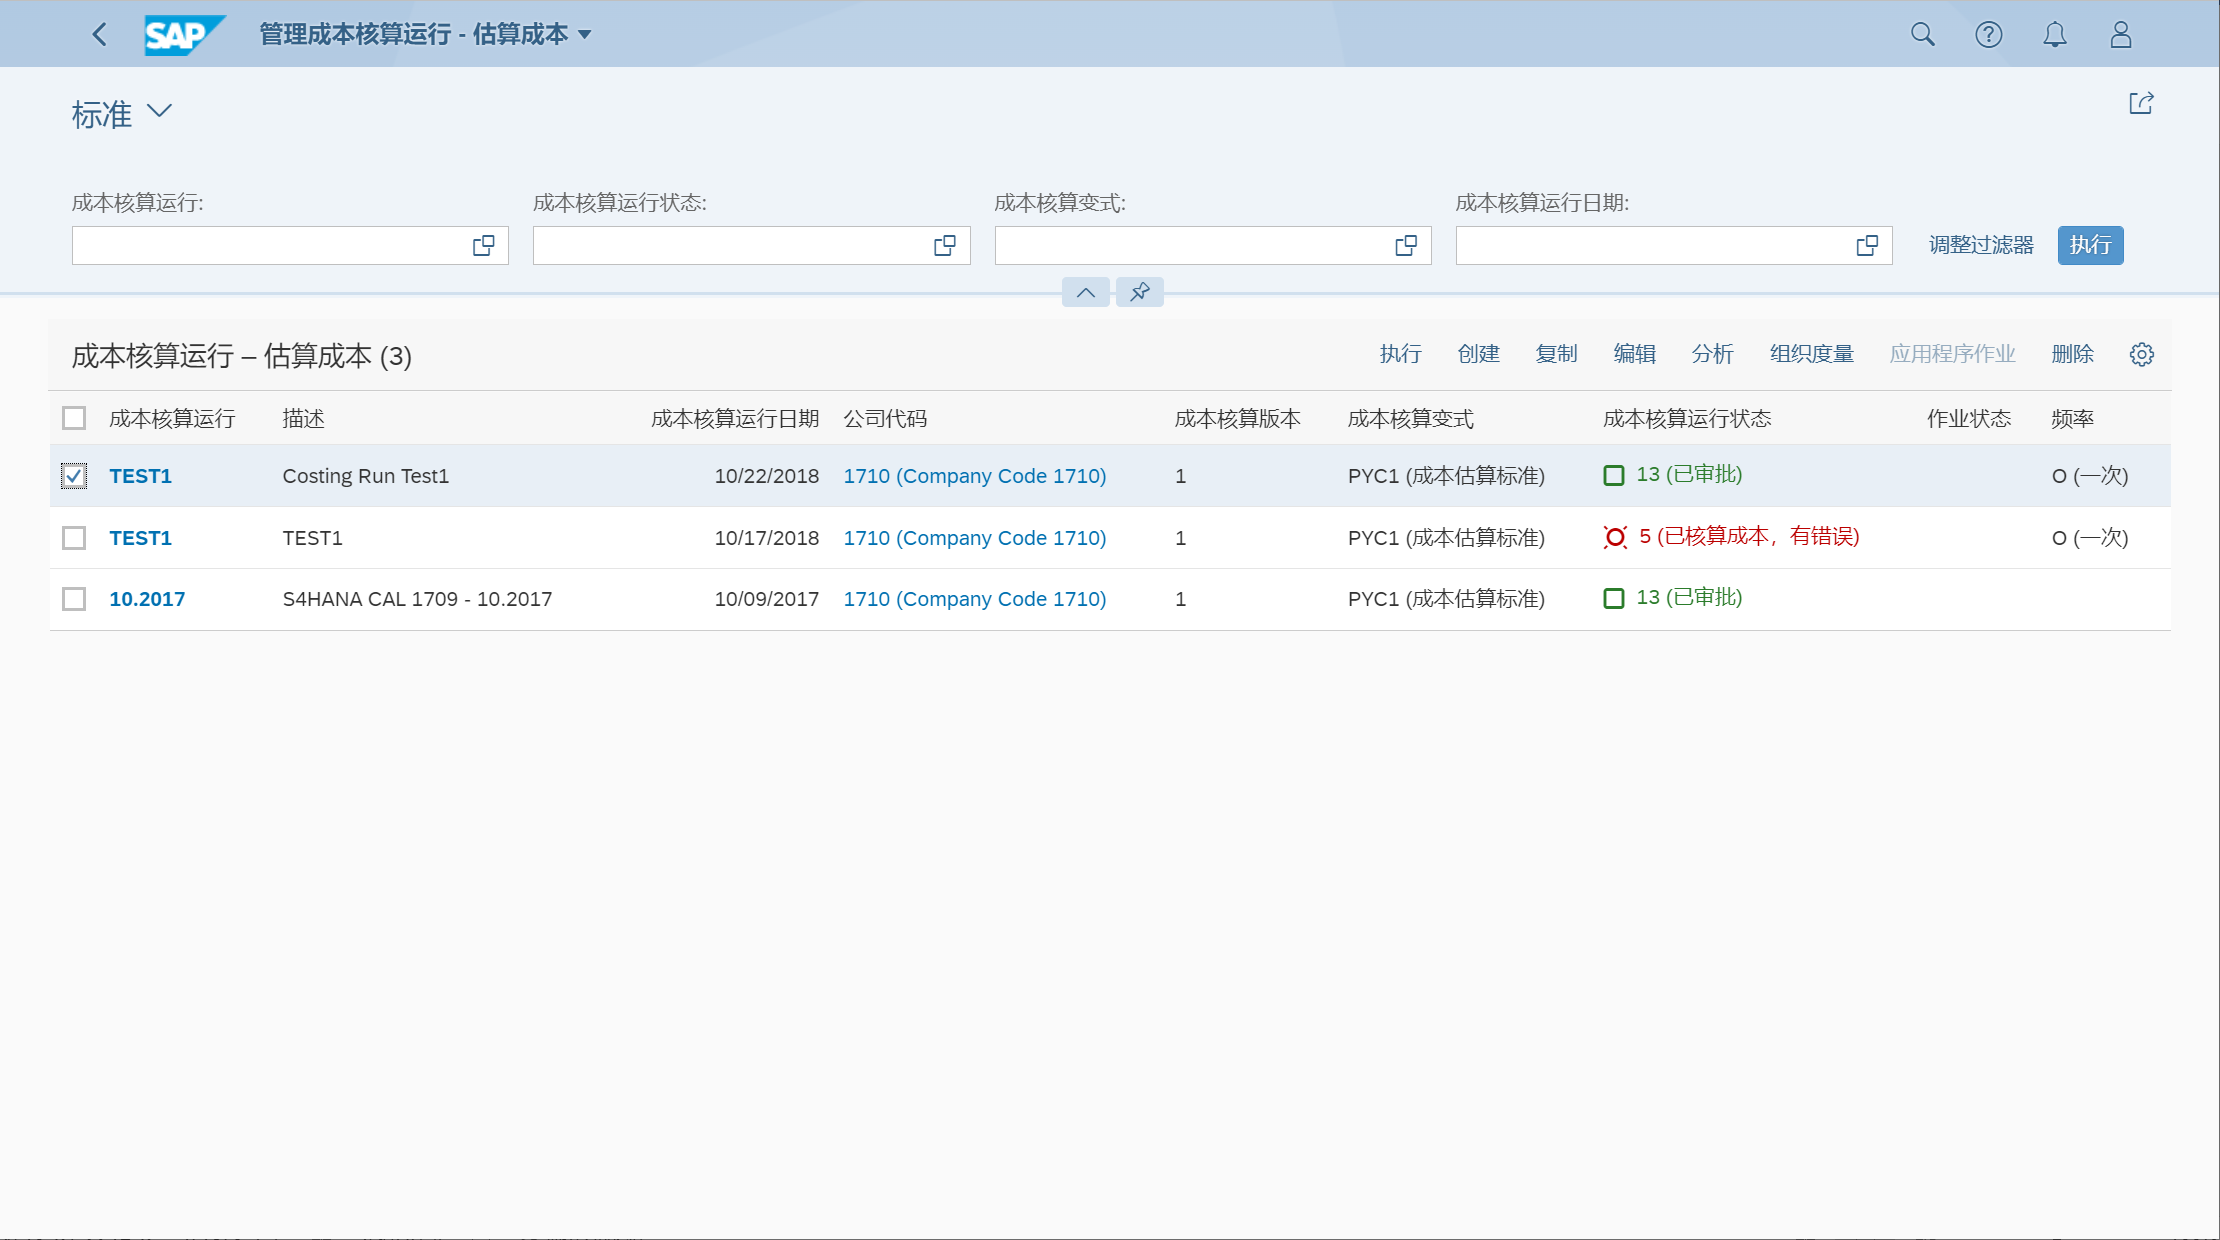 SAP 管理成本核算运行 - 估算成本
标准
成本核算运行: 成本核算运行状态: 成本核算变式: 成本核算运行日期:
调整过滤器 执行
成本核算运行 – 估算成本 (3) 执行 创建 复制 编辑 分析 组织度量 应用程序作业 删除
成本核算运行 描述 成本核算运行日期 公司代码 成本核算版本 成本核算变式 成本核算运行状态 作业状态 频率
TEST1 Costing Run Test1 10/22/2018 1710 (Company Code 1710) 1 PYC1 (成本估算标准) 13 (已审批) O (一次)
TEST1 TEST1 10/17/2018 1710 (Company Code 1710) 1 PYC1 (成本估算标准) 5 (已核算成本，有错误) O (一次)
10.2017 S4HANA CAL 1709 - 10.2017 10/09/2017 1710 (Company Code 1710) 1 PYC1 (成本估算标准) 13 (已审批)